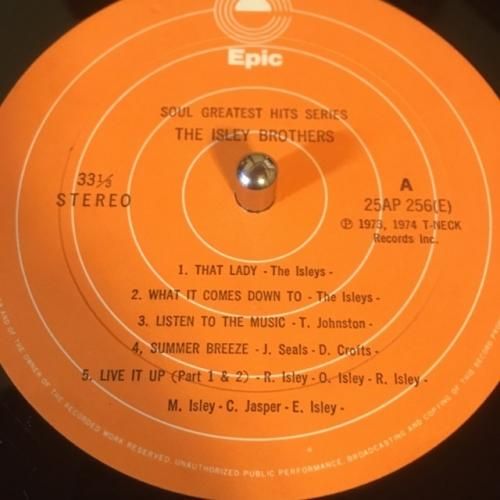 Epic
SOUL GREATEST HITS SERIES
THE ISLEY BROTHERS
33⅓
STEREO
A
25AP 256(E)
℗ 1973, 1974 T-NECK
Records Inc.
1. THAT LADY - The Isleys -
2. WHAT IT COMES DOWN TO - The Isleys -
3. LISTEN TO THE MUSIC - T. Johnston -
4, SUMMER BREEZE - J. Seals - D. Crofts -
5. LIVE IT UP (Part 1 & 2) - R. Isley - O. Isley - R. Isley -
M. Isley - C. Jasper - E. Isley -
AND OF THE OWNER OF THE RECORDED WORK RESERVED. UNAUTHORIZED PUBLIC PERFORMANCE, BROADCASTING AND COPYING OF THIS RECORD